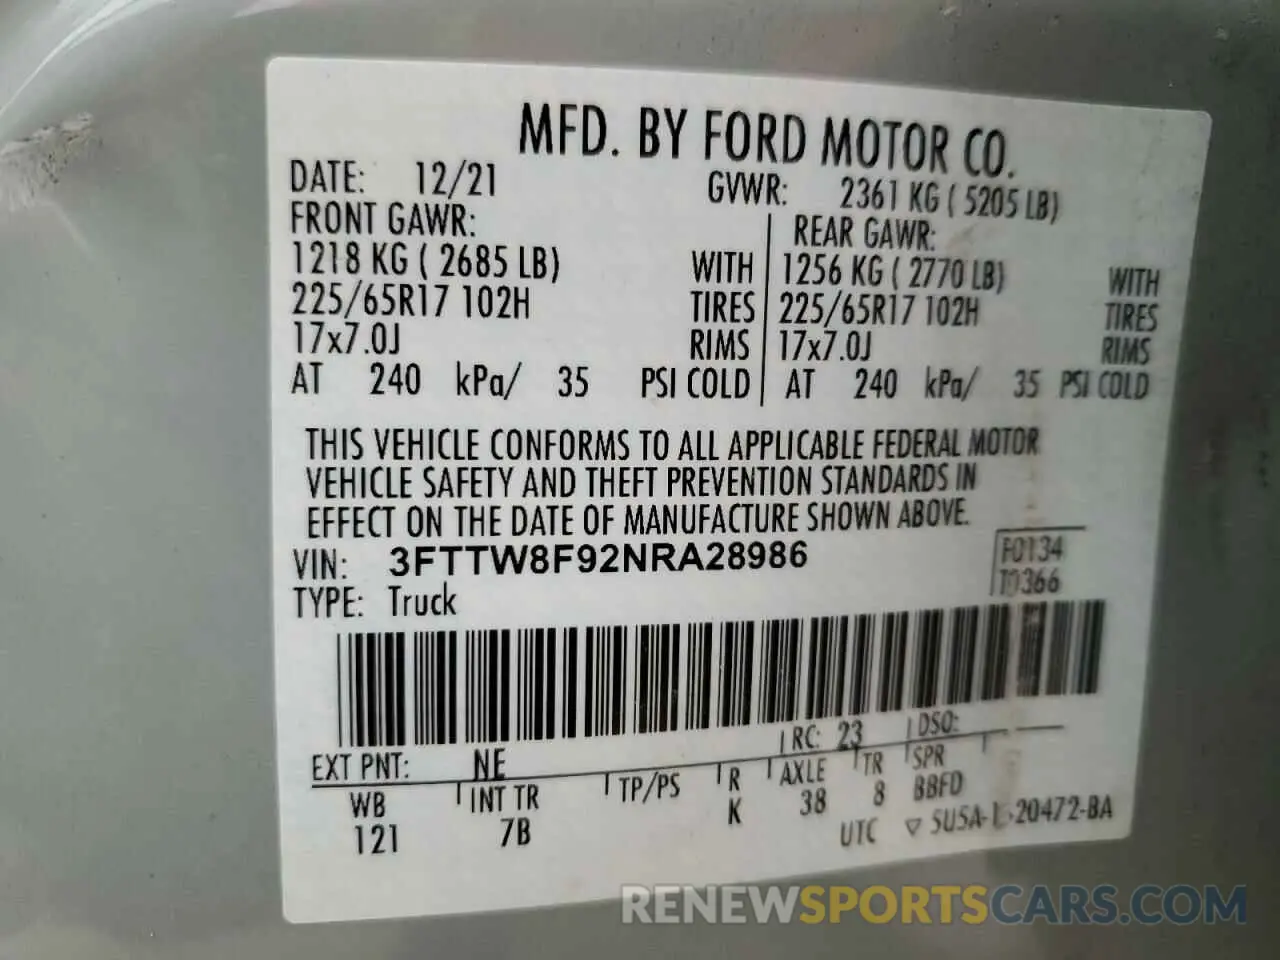 MFD. BY FORD MOTOR CO.
DATE: 12/21 GVWR: 2361 KG ( 5205 LB)
FRONT GAWR: REAR GAWR:
1218 KG ( 2685 LB) WITH 1256 KG ( 2770 LB) WITH
225/65R17 102H TIRES 225/65R17 102H TIRES
17x7.0J RIMS 17x7.0J RIMS
AT 240 kPa/ 35 PSI COLD AT 240 kPa/ 35 PSI COLD
THIS VEHICLE CONFORMS TO ALL APPLICABLE FEDERAL MOTOR
VEHICLE SAFETY AND THEFT PREVENTION STANDARDS IN
EFFECT ON THE DATE OF MANUFACTURE SHOWN ABOVE.
VIN: 3FTTW8F92NRA28986 F0134
TYPE: Truck T0366
EXT PNT: NE RC: 23 DSO:
WB INT TR TP/PS R AXLE TR SPR
121 7B K 38 8 BBFD
UTC ▽
RENEWSPORTSCARS.COM